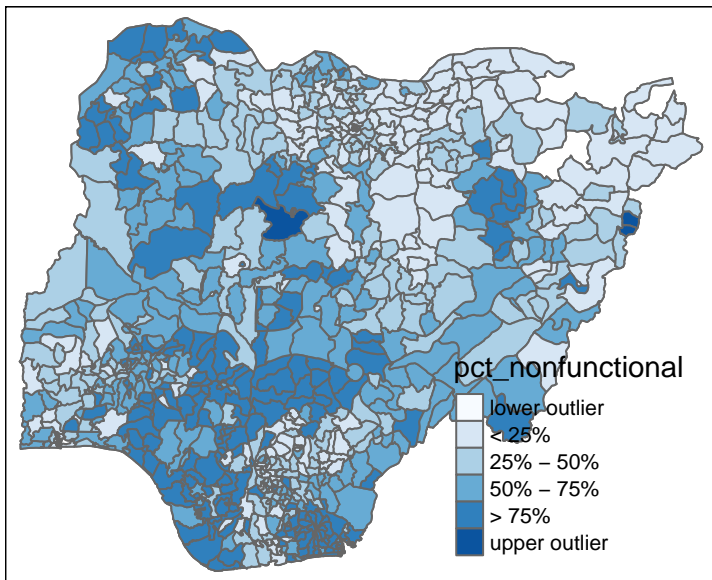 pct_nonfunctional
lower outlier
< 25%
25% − 50%
50% − 75%
> 75%
upper outlier